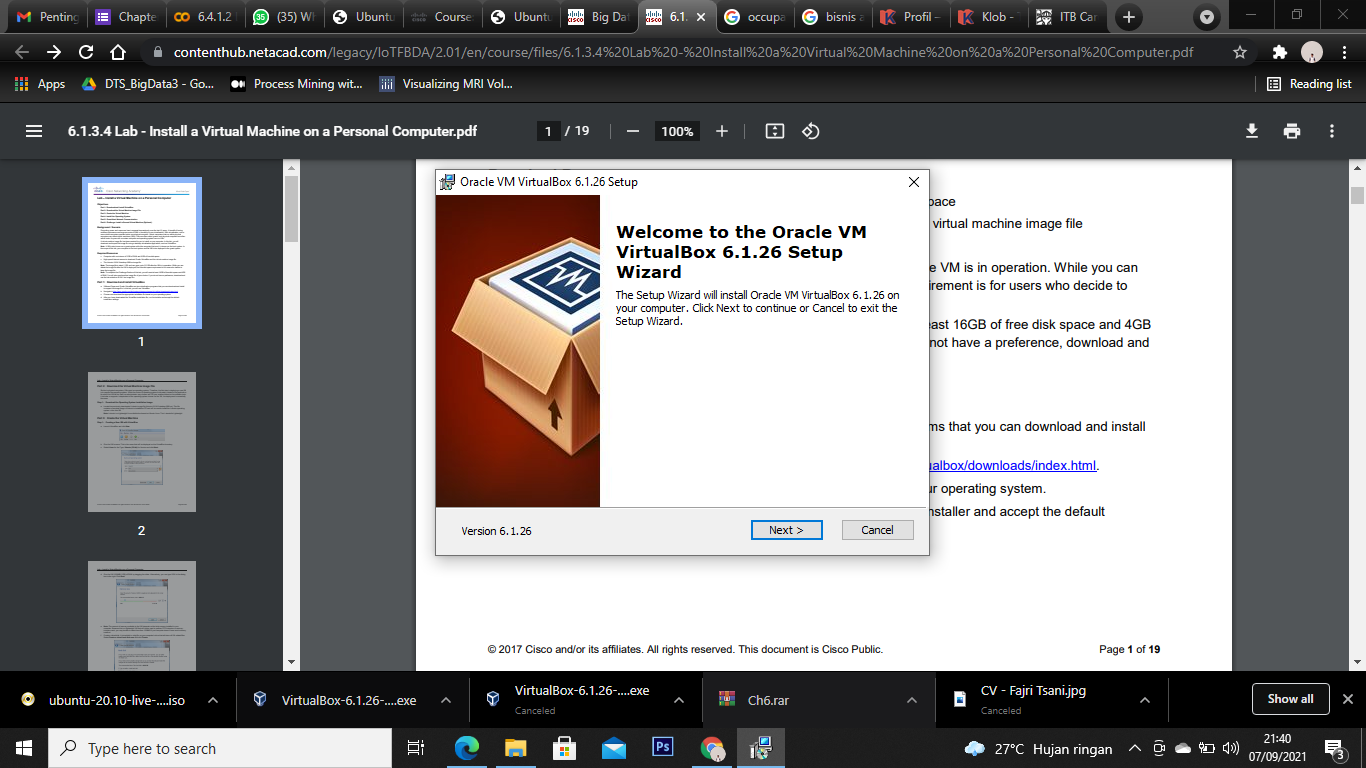 Penting
Chapte
6.4.1.2
(35) Wh
Ubuntu
Course:
Ubuntu
Big Dat
6.1.
occupa
bisnis a
Profil –
Klob -
ITB Car
contenthub.netacad.com/legacy/IoTFBDA/2.01/en/course/files/6.1.3.4%20Lab%20-%20Install%20a%20Virtual%20Machine%20on%20a%20Personal%20Computer.pdf
Apps
DTS_BigData3 - Go...
Process Mining wit...
Visualizing MRI Vol...
Reading list
6.1.3.4 Lab - Install a Virtual Machine on a Personal Computer.pdf
1 / 19
100%
1
2
Oracle VM VirtualBox 6.1.26 Setup
Welcome to the Oracle VM
VirtualBox 6.1.26 Setup
Wizard
The Setup Wizard will install Oracle VM VirtualBox 6.1.26 on
your computer. Click Next to continue or Cancel to exit the
Setup Wizard.
Version 6.1.26
Next >
Cancel
pace
virtual machine image file
e VM is in operation. While you can
irement is for users who decide to
east 16GB of free disk space and 4GB
not have a preference, download and
ms that you can download and install
ualbox/downloads/index.html.
ur operating system.
nstaller and accept the default
© 2017 Cisco and/or its affiliates. All rights reserved. This document is Cisco Public.
Page 1 of 19
ubuntu-20.10-live-....iso
VirtualBox-6.1.26-....exe
VirtualBox-6.1.26-....exe
Canceled
Ch6.rar
CV - Fajri Tsani.jpg
Canceled
Show all
Type here to search
Ps
27°C Hujan ringan
21:40
07/09/2021
3